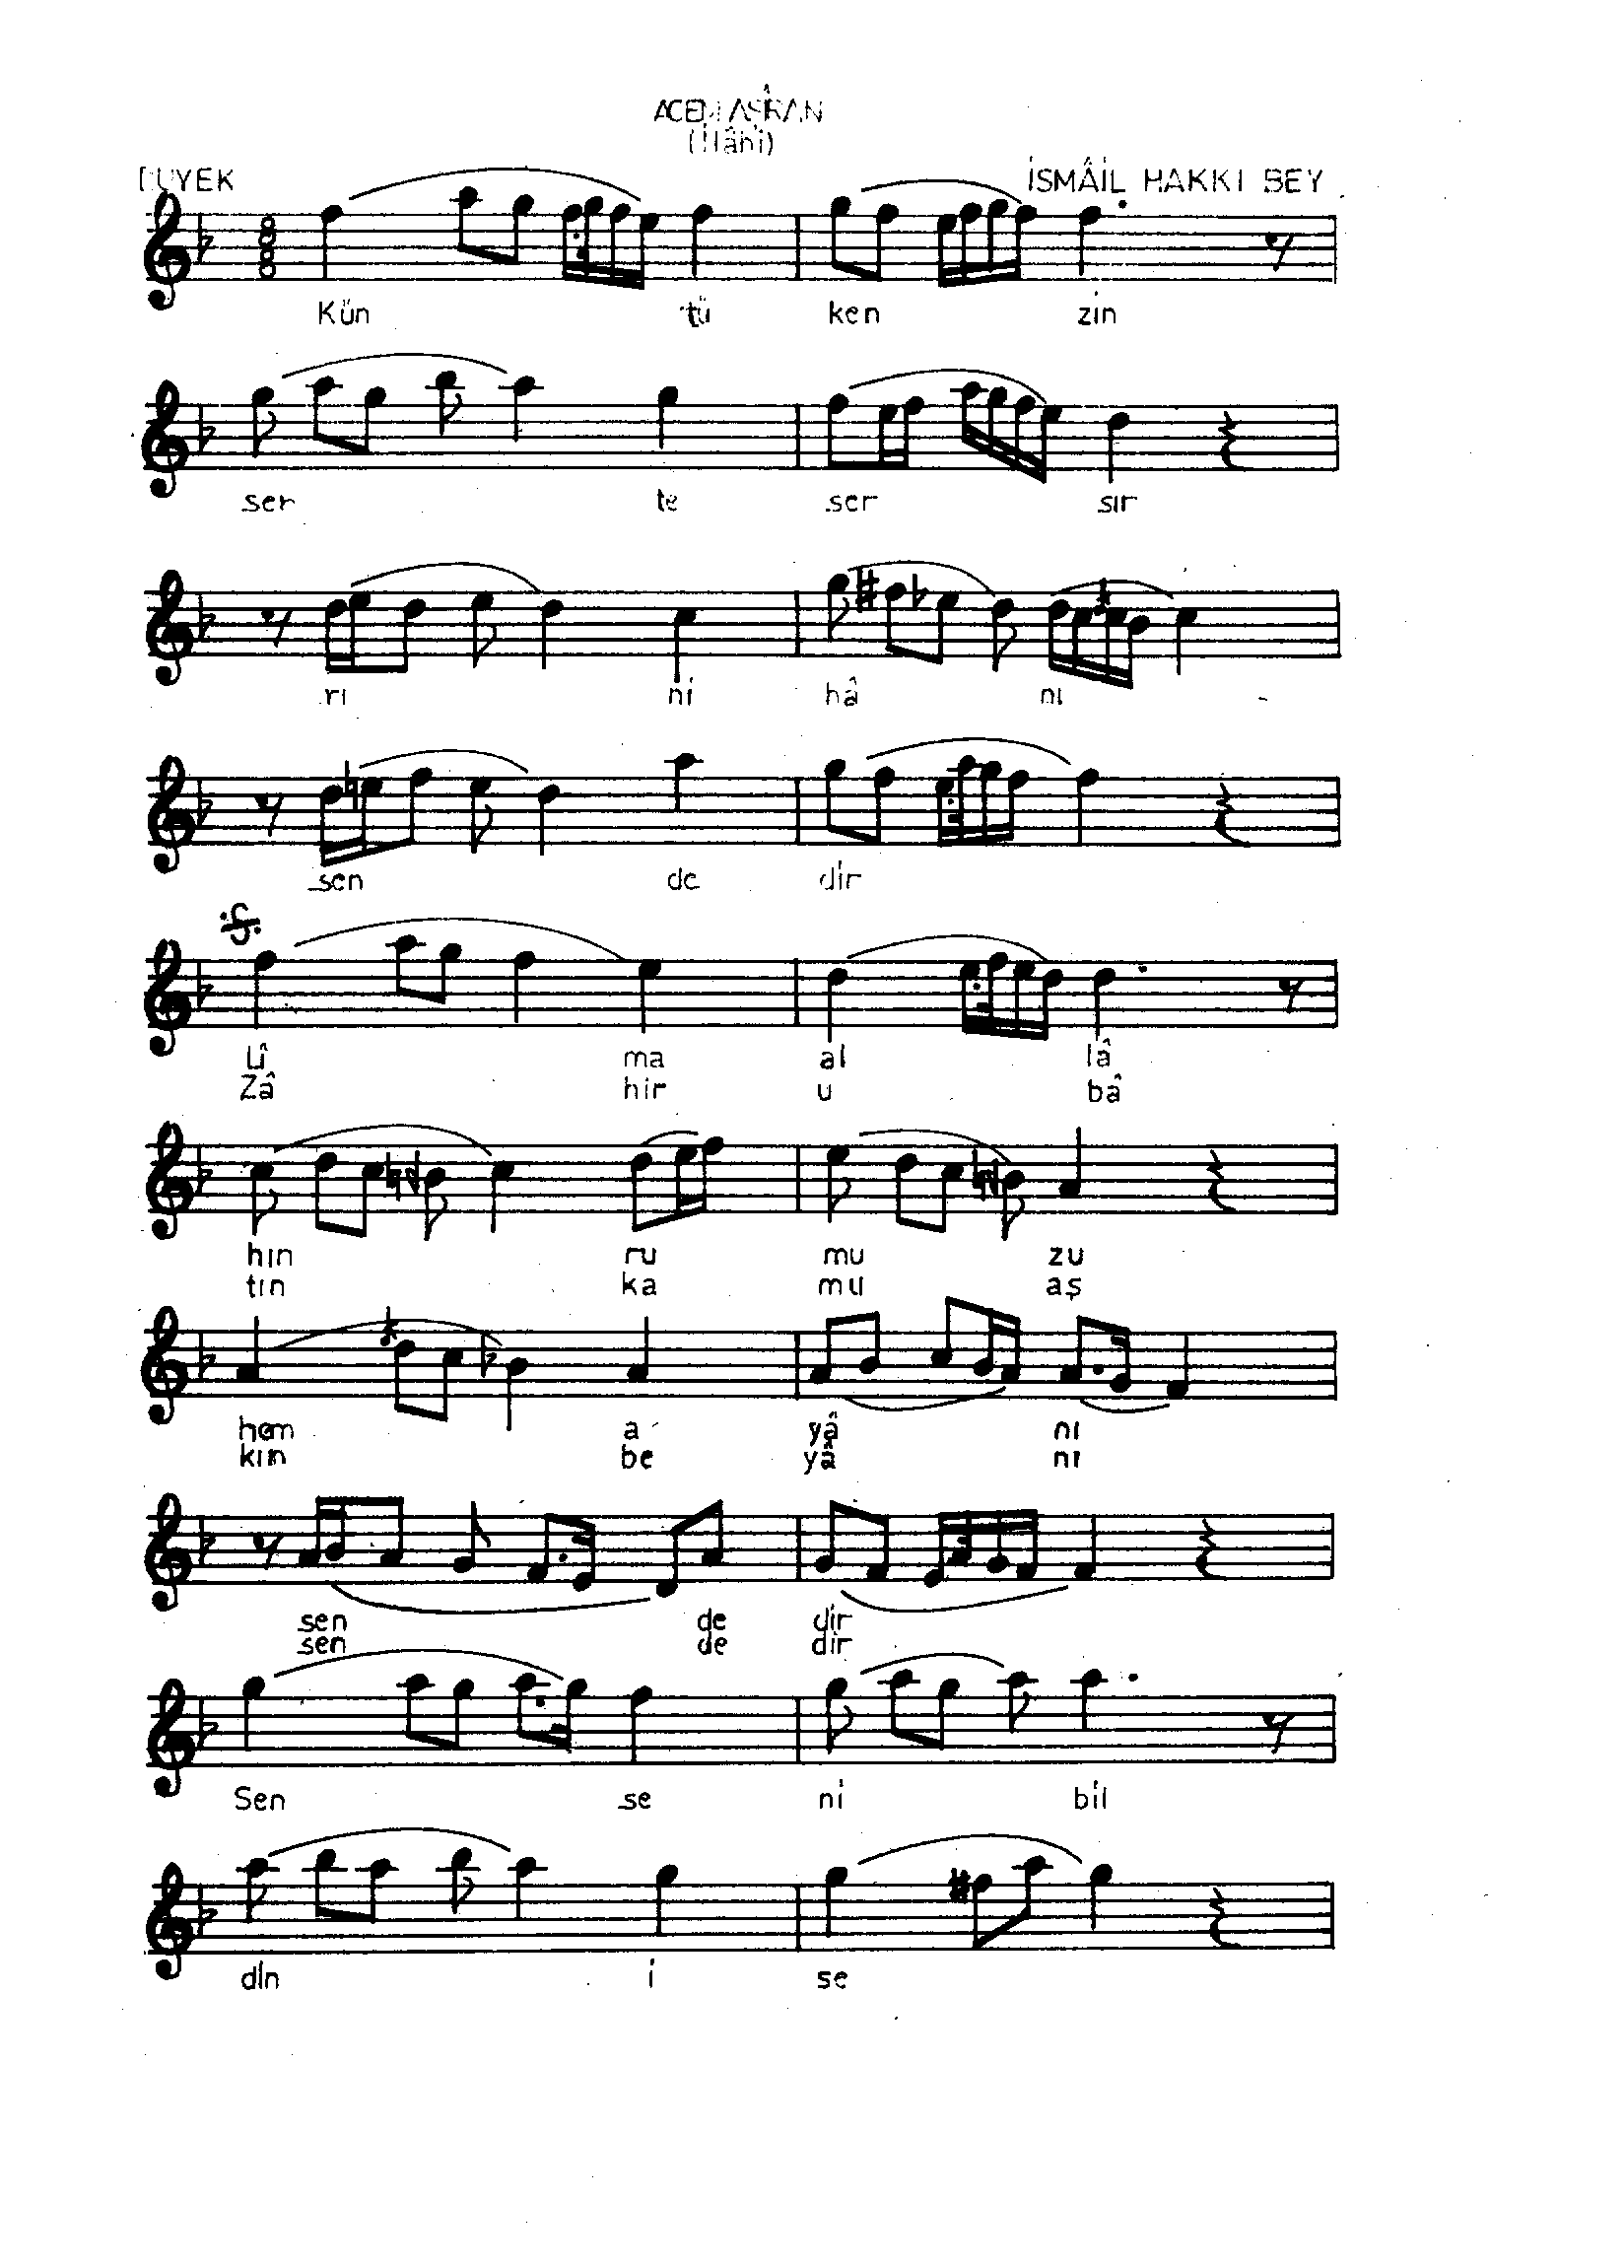 ACEM AŞÎRAN
(İlâhi)
DUYEK İSMÂİL HAKKI BEY
8
8
Kün tü ken zin
ser te ser sır
rı ni hâ nı -
sen de dir
Lî ma al lâ
Zâ hir u bâ
hın ru mu zu
tın ka mu aş
hem a yâ nı
kın be yâ nı
sen de dir
sen de dir
Sen se ni bil
din i se